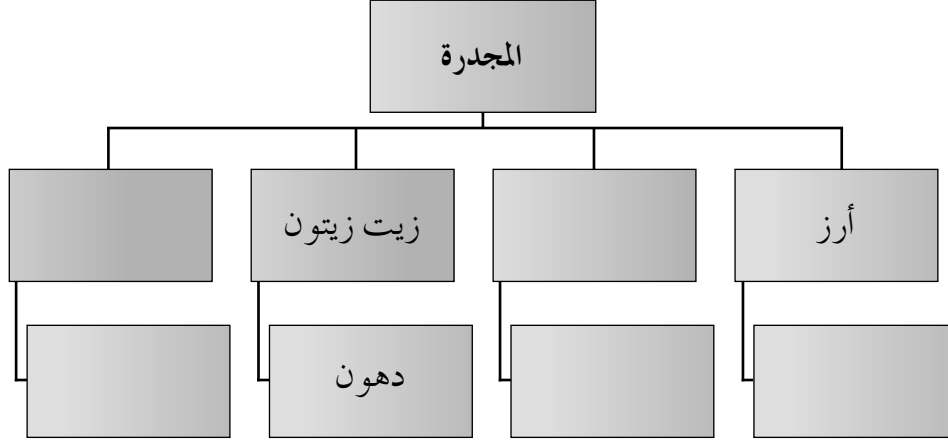 المجدرة
أرز
زيت زيتون
دهون